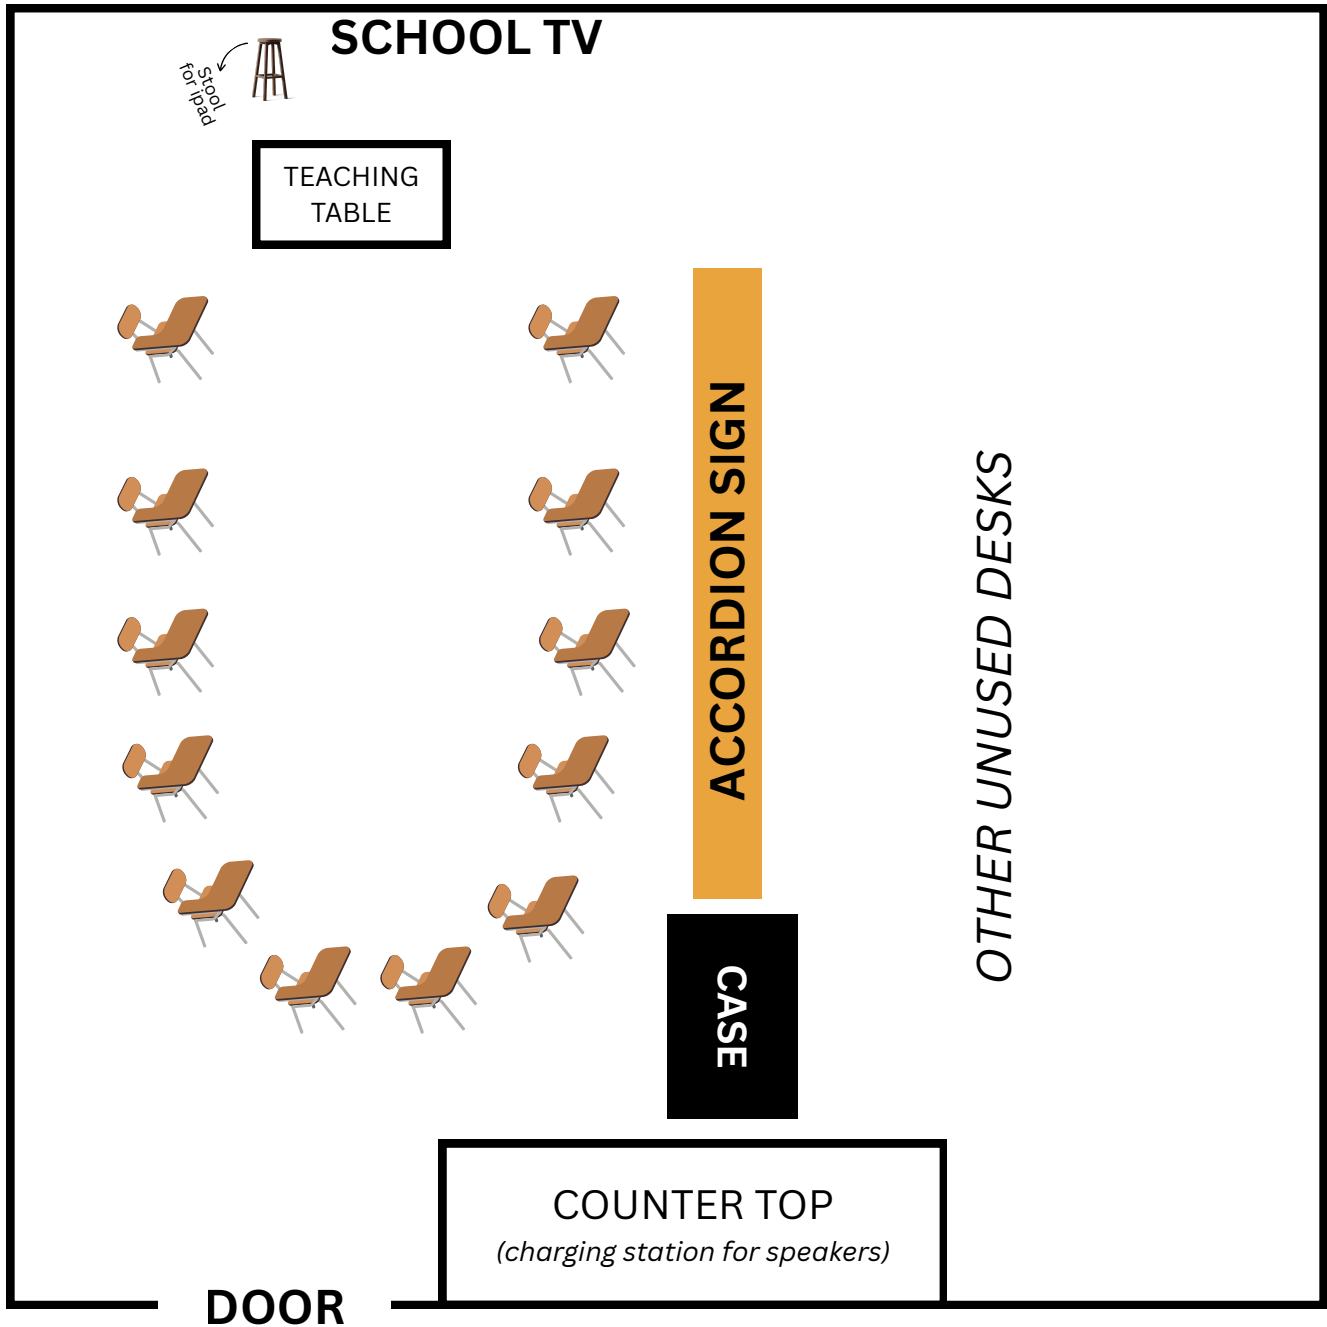 SCHOOL TV
Stool
for ipad
TEACHING
TABLE
ACCORDION SIGN
OTHER UNUSED DESKS
CASE
COUNTER TOP
(charging station for speakers)
DOOR